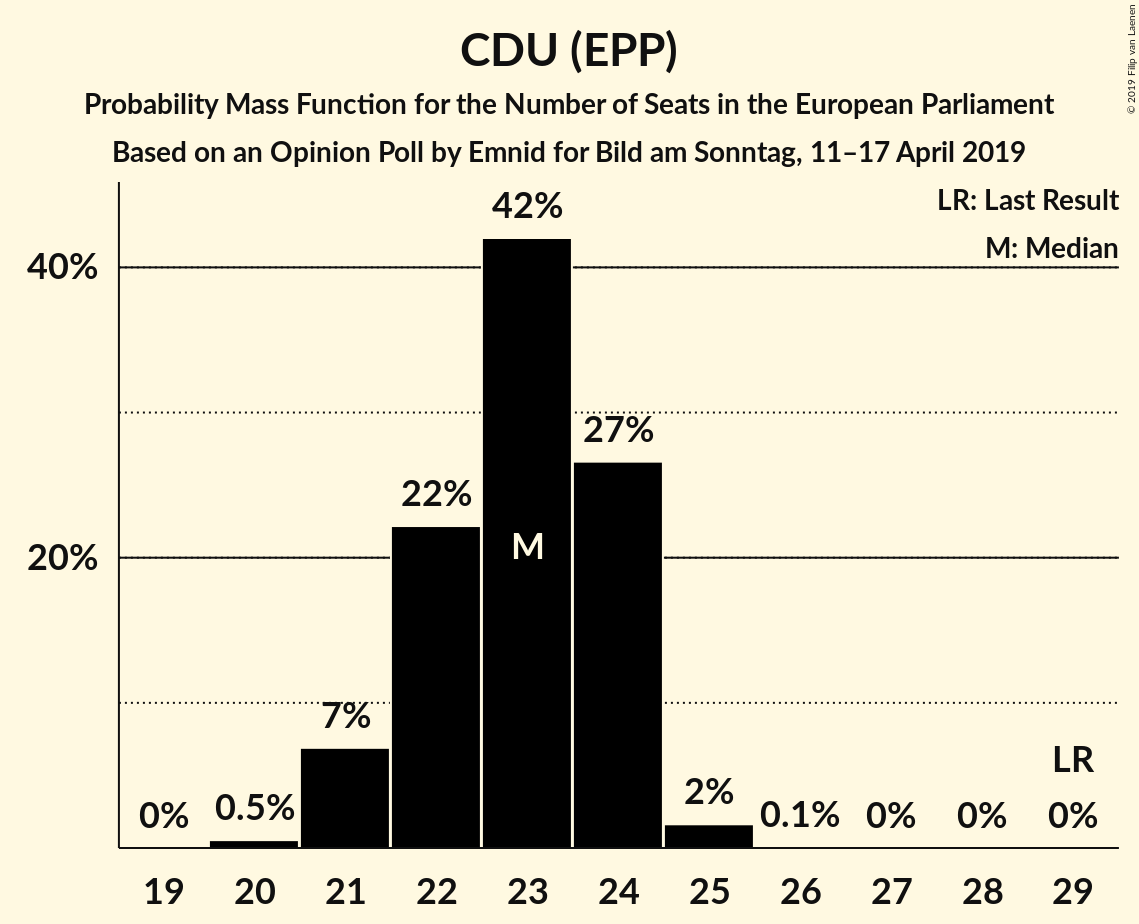 CDU (EPP)
Probability Mass Function for the Number of Seats in the European Parliament
Based on an Opinion Poll by Emnid for Bild am Sonntag, 11–17 April 2019
© 2019 Filip van Laenen
LR: Last Result
M: Median
40%
20%
0%
0.5%
7%
22%
42%
M
27%
2%
0.1%
0%
0%
LR
0%
19 20 21 22 23 24 25 26 27 28 29